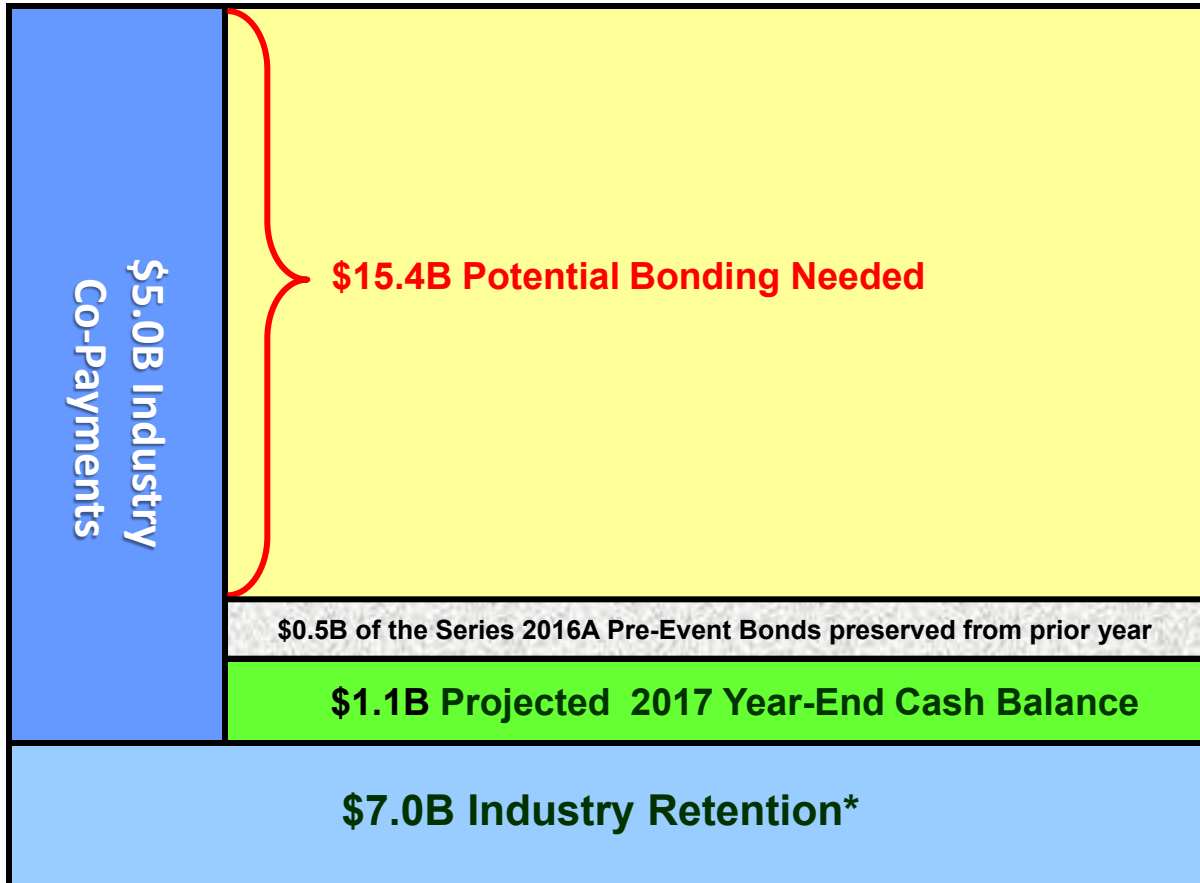 $5.0B Industry
Co-Payments
$15.4B Potential Bonding Needed
$0.5B of the Series 2016A Pre-Event Bonds preserved from prior year
$1.1B Projected 2017 Year-End Cash Balance
$7.0B Industry Retention*